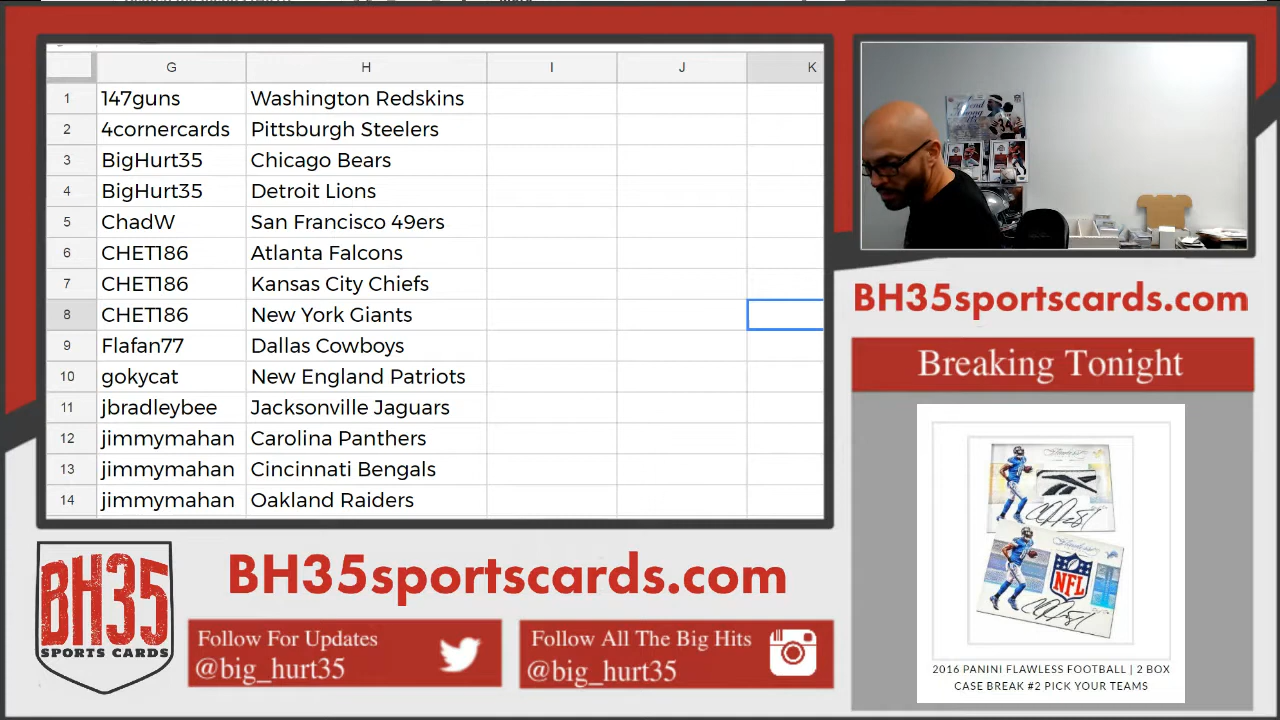 G H I J K
1 147guns Washington Redskins
2 4cornercards Pittsburgh Steelers
3 BigHurt35 Chicago Bears
4 BigHurt35 Detroit Lions
5 ChadW San Francisco 49ers
6 CHET186 Atlanta Falcons
7 CHET186 Kansas City Chiefs
8 CHET186 New York Giants
9 Flafan77 Dallas Cowboys
10 gokycat New England Patriots
11 jbradleybee Jacksonville Jaguars
12 jimmymahan Carolina Panthers
13 jimmymahan Cincinnati Bengals
14 jimmymahan Oakland Raiders
BH35sportscards.com
Breaking Tonight
NFL
2016 PANINI FLAWLESS FOOTBALL | 2 BOX
CASE BREAK #2 PICK YOUR TEAMS
BH35
SPORTS CARDS
BH35sportscards.com
Follow For Updates
@big_hurt35
Follow All The Big Hits
@big_hurt35